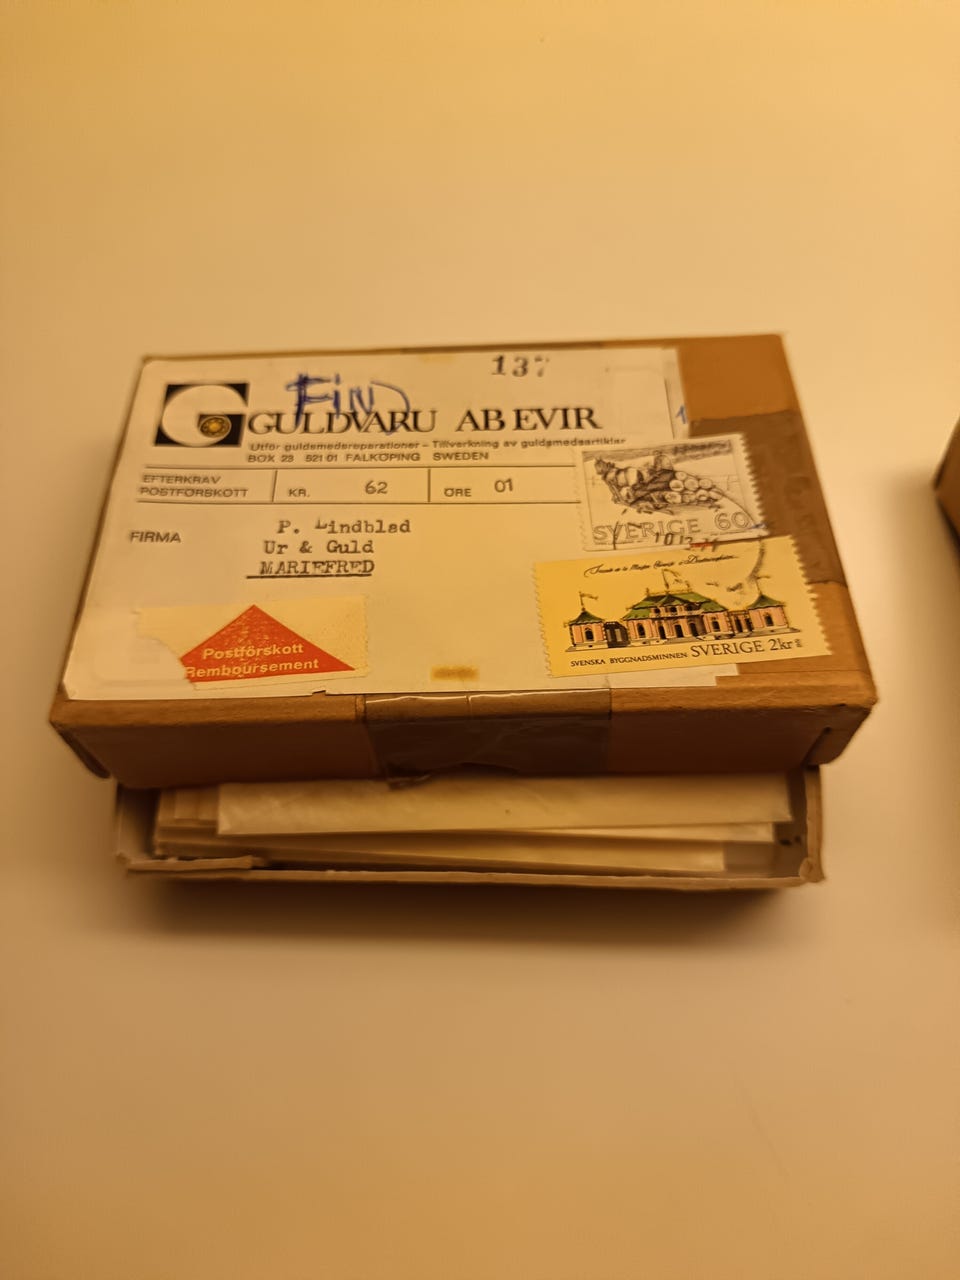 137
FIN
GULDVARU AB EVIR
Utför guldsmedsreparationer – Tillverkning av guldsmedsartiklar
BOX 23 521 01 FALKÖPING SWEDEN
EFTERKRAV
POSTFÖRSKOTT
KR. 62 ÖRE 01
FIRMA
P. Lindblad
Ur & Guld
MARIEFRED
SVERIGE 60
Postförskott
Remboursement
SVENSKA BYGGNADSMINNEN SVERIGE 2kr